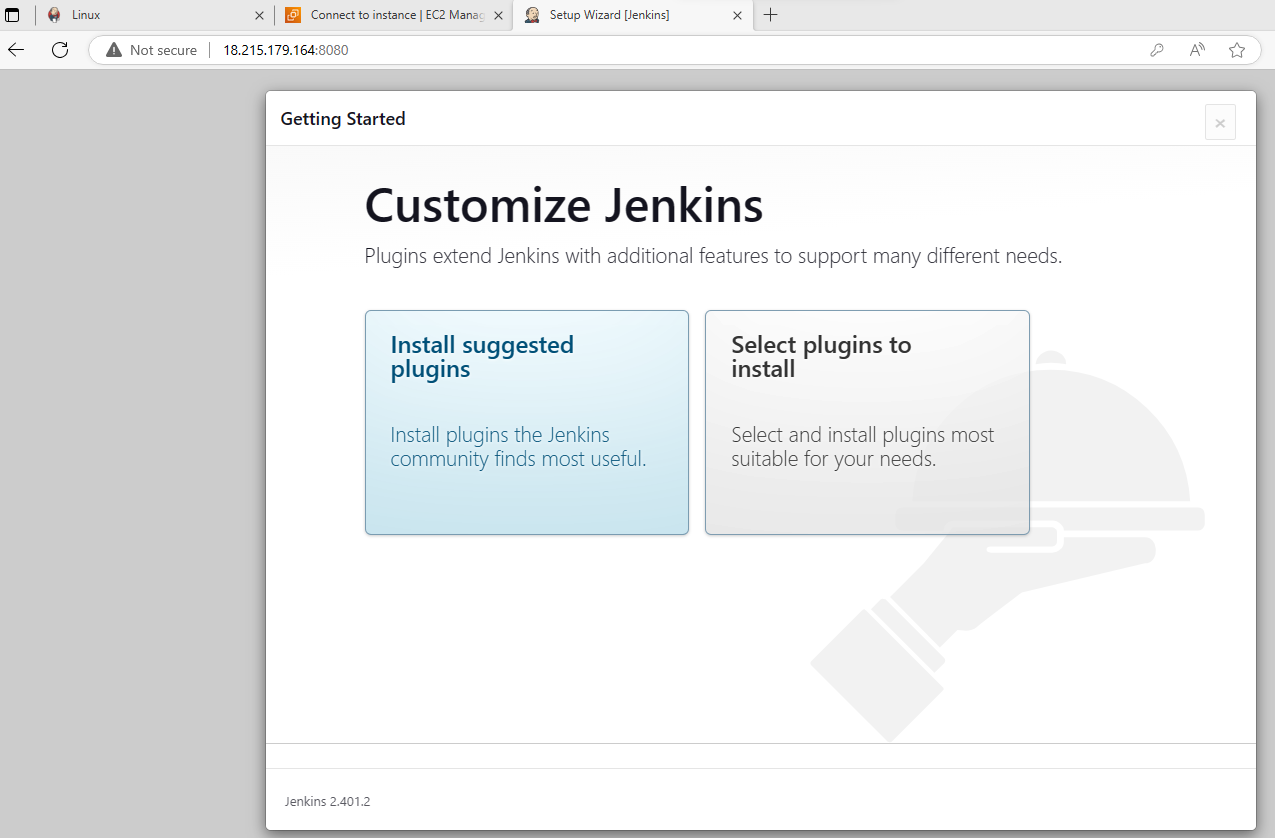 Linux
Connect to instance | EC2 Manag
Setup Wizard [Jenkins]
Not secure
18.215.179.164:8080
Getting Started
Customize Jenkins
Plugins extend Jenkins with additional features to support many different needs.
Install suggested
plugins
Install plugins the Jenkins
community finds most useful.
Select plugins to
install
Select and install plugins most
suitable for your needs.
Jenkins 2.401.2